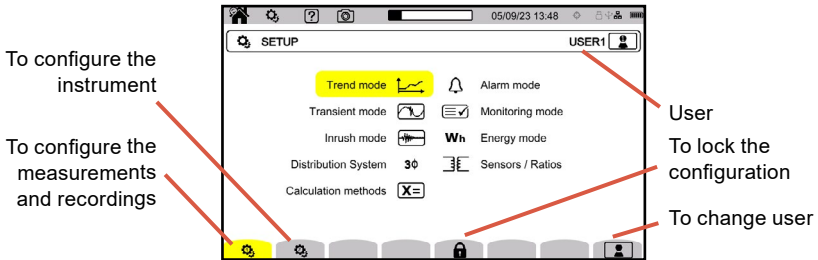 ? 05/09/23 13:48
SETUP USER1
To configure the
instrument
Trend mode Alarm mode
Transient mode Monitoring mode
User
Inrush mode Wh Energy mode
To configure the
measurements
and recordings
To lock the
configuration
Distribution System 3Φ Sensors / Ratios
Calculation methods X=
To change user